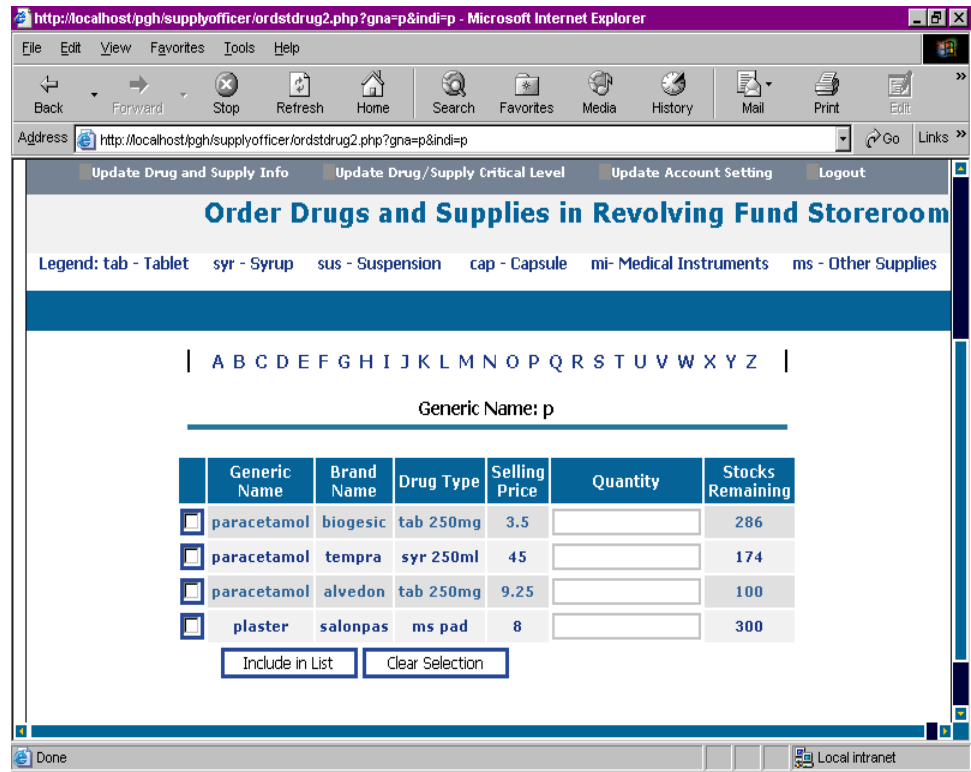 http://localhost/pgh/supplyofficer/ordstdrug2.php?gna=p&indi=p - Microsoft Internet Explorer
File Edit View Favorites Tools Help
Back Forward Stop Refresh Home Search Favorites Media History Mail Print Edit »
Address http://localhost/pgh/supplyofficer/ordstdrug2.php?gna=p&indi=p Go Links »
Update Drug and Supply Info Update Drug/Supply Critical Level Update Account Setting Logout
Order Drugs and Supplies in Revolving Fund Storeroom
Legend: tab - Tablet syr - Syrup sus - Suspension cap - Capsule mi- Medical Instruments ms - Other Supplies
| A B C D E F G H I J K L M N O P Q R S T U V W X Y Z |
Generic Name: p
Generic Name Brand Name Drug Type Selling Price Quantity Stocks Remaining
paracetamol biogesic tab 250mg 3.5 286
paracetamol tempra syr 250ml 45 174
paracetamol alvedon tab 250mg 9.25 100
plaster salonpas ms pad 8 300
Include in List Clear Selection
Done Local intranet